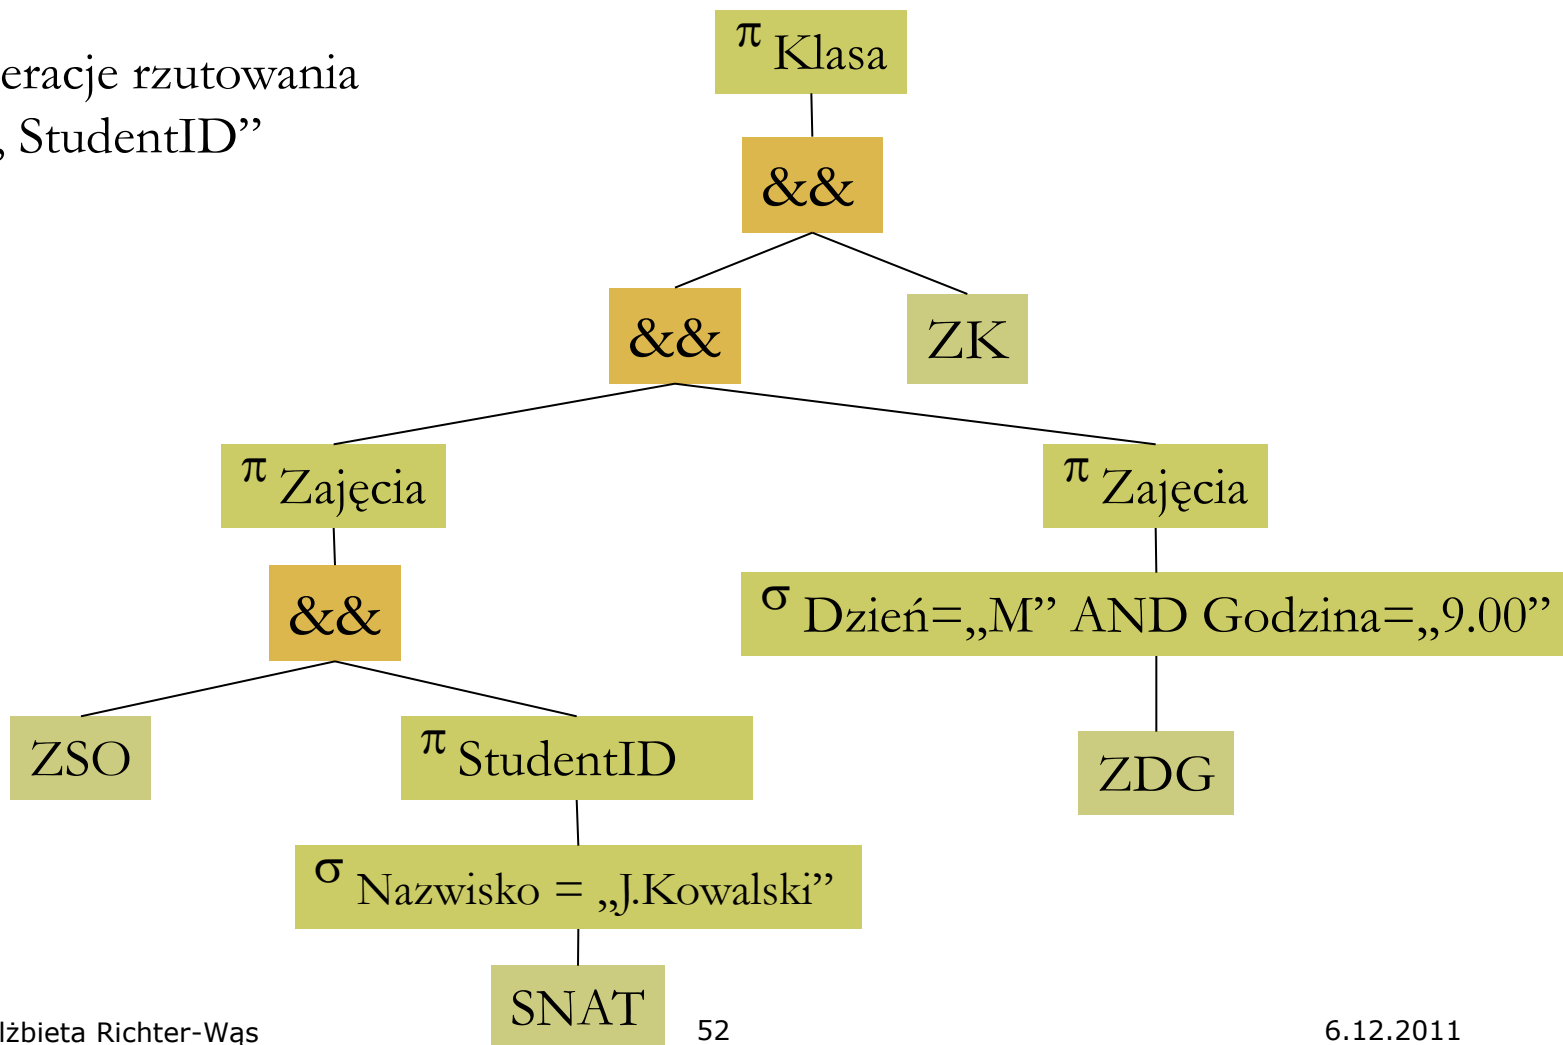 eracje rzutowania
, StudentID”
π Klasa
&&
&&
ZK
π Zajęcia
π Zajęcia
&&
σ Dzień=„M” AND Godzina=„9.00”
ZSO
π StudentID
ZDG
σ Nazwisko = „J.Kowalski”
SNAT
lżbieta Richter-Wąs
52
6.12.2011